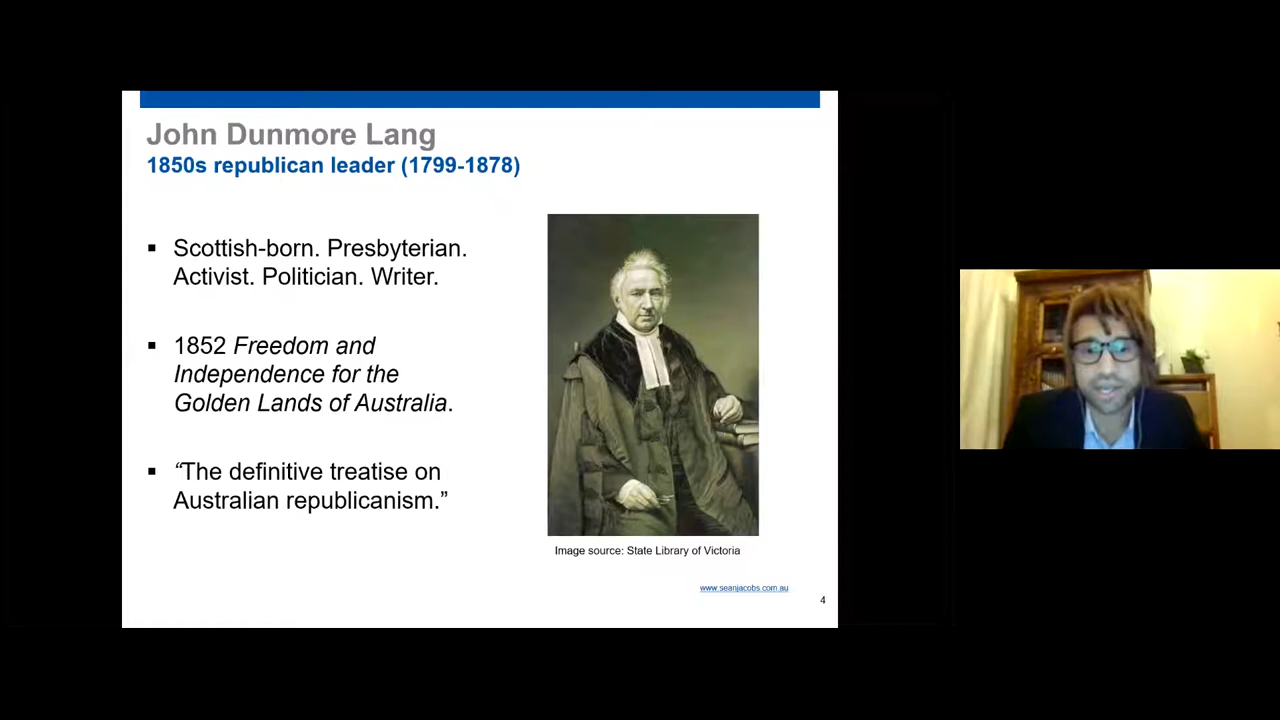 John Dunmore Lang
1850s republican leader (1799-1878)
▪ Scottish-born. Presbyterian.
Activist. Politician. Writer.
▪ 1852 Freedom and
Independence for the
Golden Lands of Australia.
▪ “The definitive treatise on
Australian republicanism.”
Image source: State Library of Victoria
www.seanjacobs.com.au
4